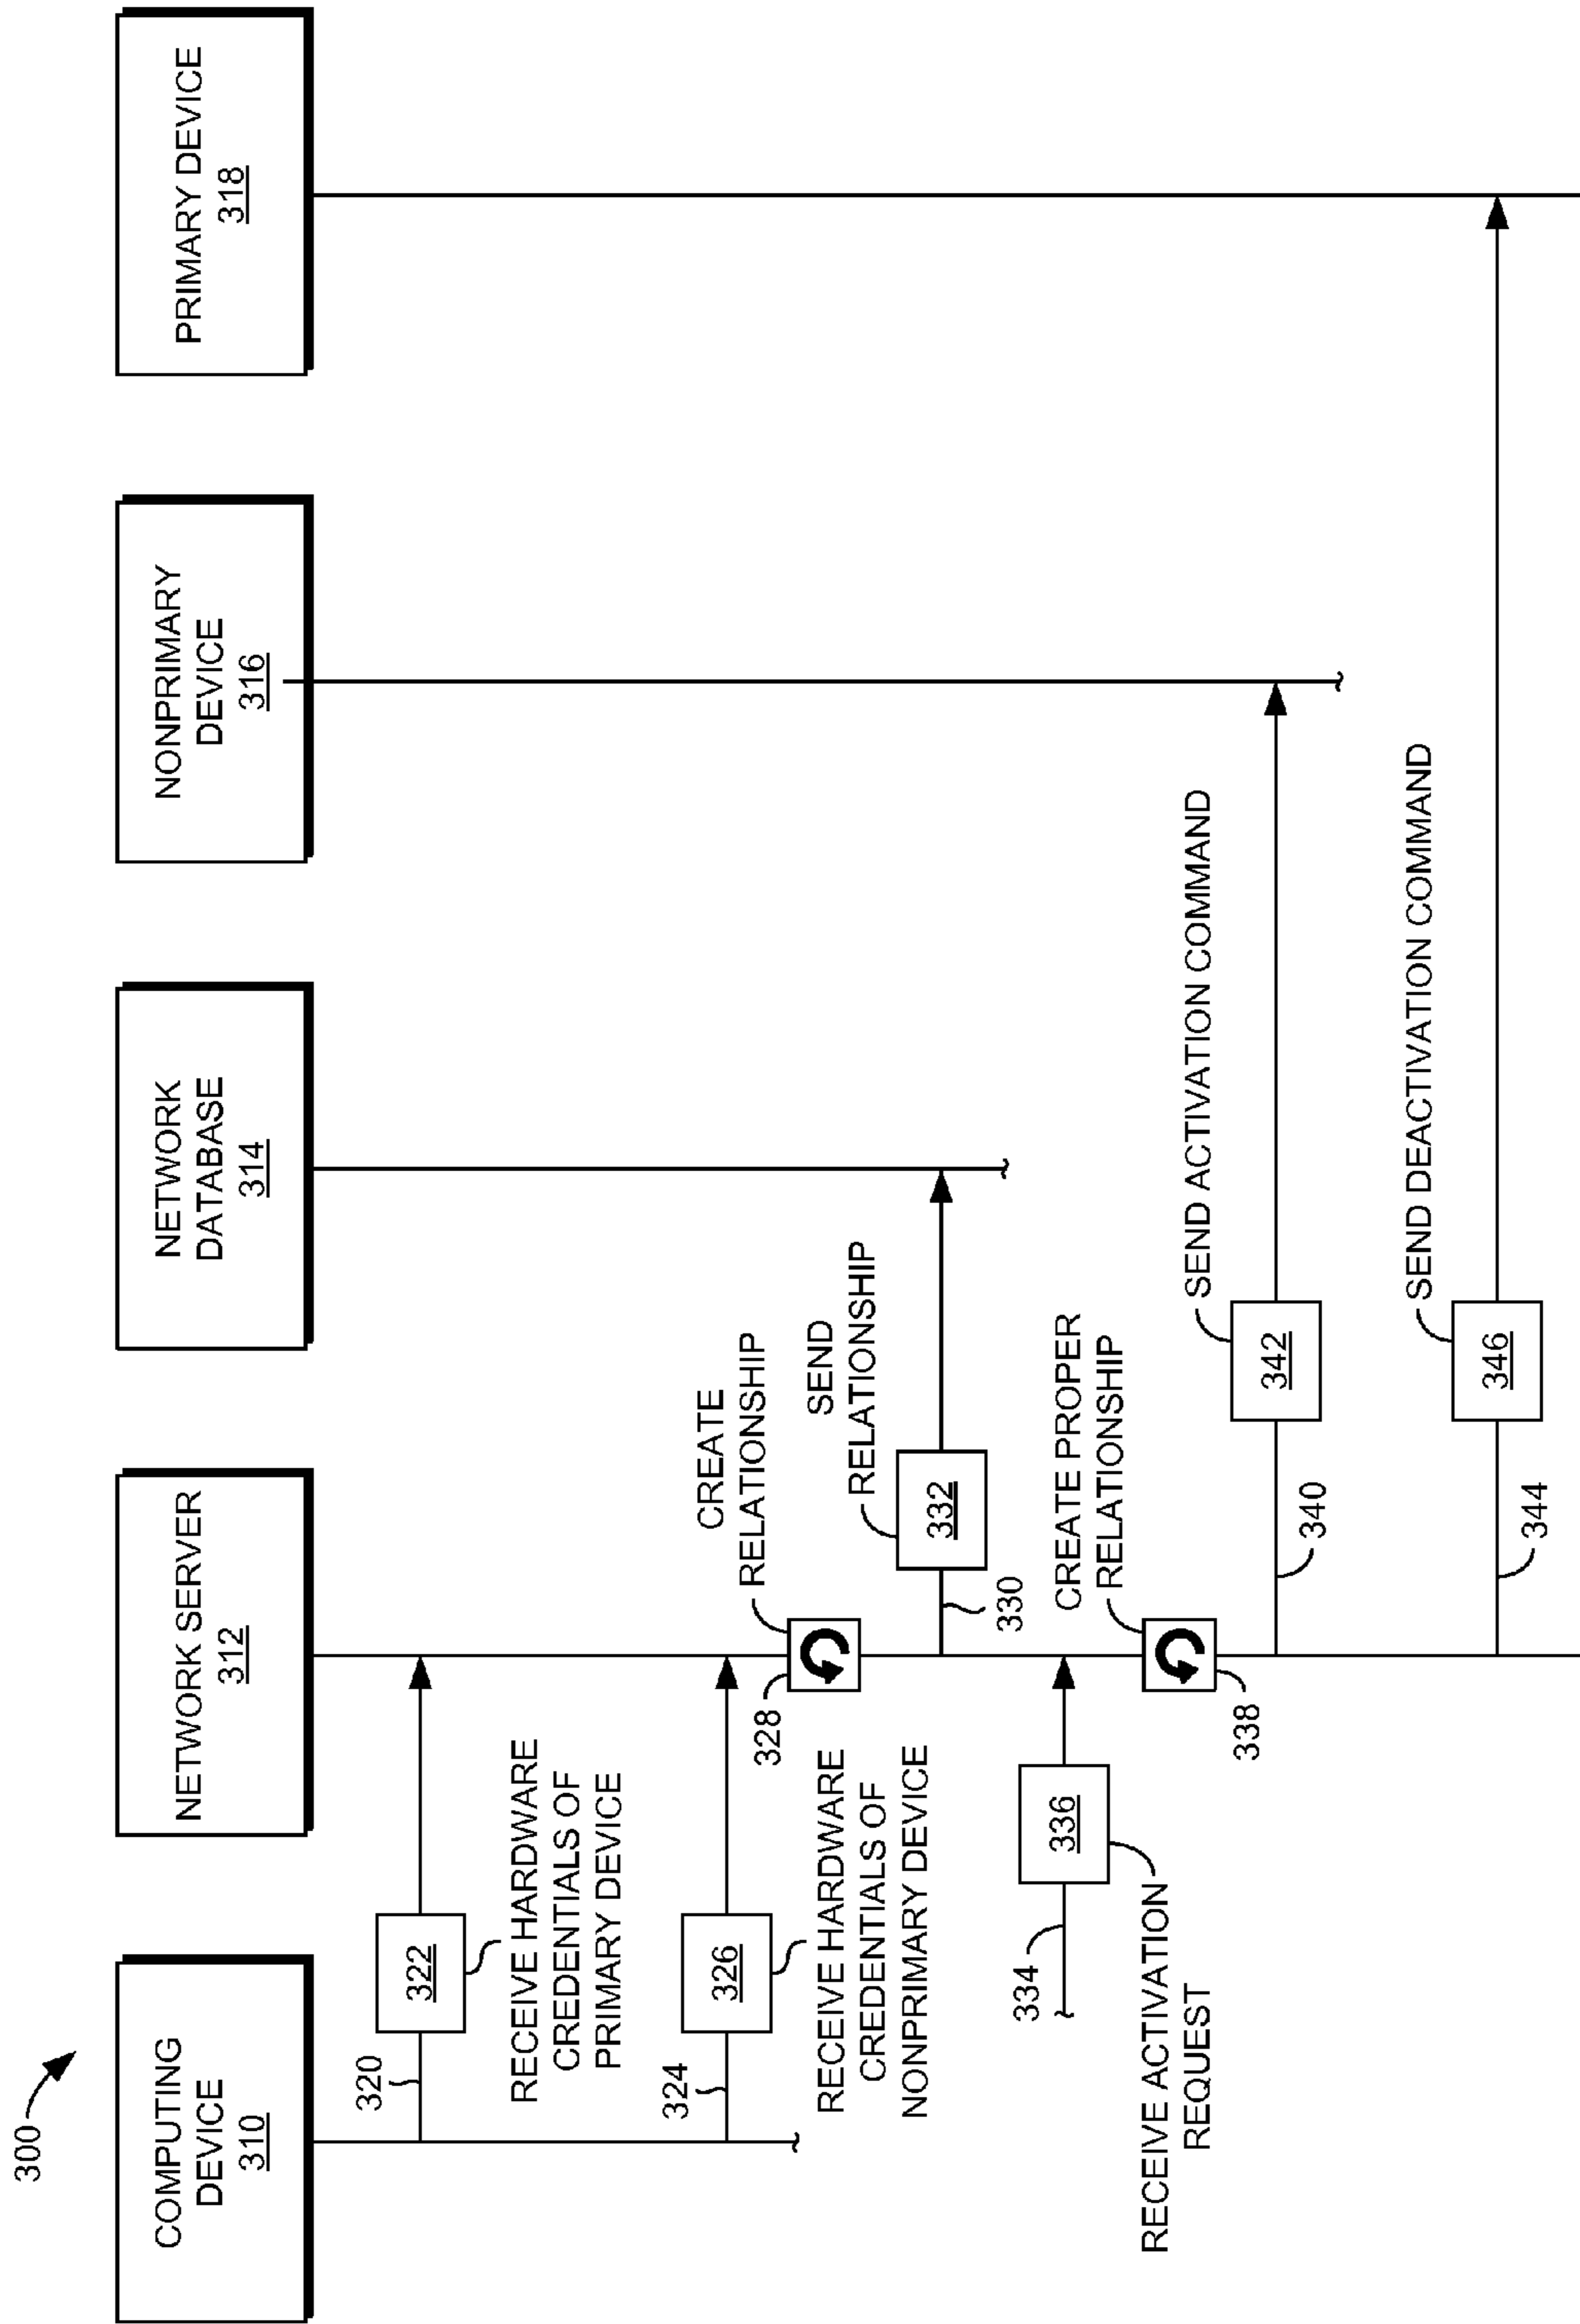 300
COMPUTING
DEVICE
310
NETWORK SERVER
312
NETWORK
DATABASE
314
NONPRIMARY
DEVICE
316
PRIMARY DEVICE
318
320
322
RECEIVE HARDWARE
CREDENTIALS OF
PRIMARY DEVICE
324
326
RECEIVE HARDWARE
CREDENTIALS OF
NONPRIMARY DEVICE
328
CREATE
RELATIONSHIP
330
332
SEND
RELATIONSHIP
334
336
RECEIVE ACTIVATION
REQUEST
338
CREATE PROPER
RELATIONSHIP
340
342
SEND ACTIVATION COMMAND
344
346
SEND DEACTIVATION COMMAND